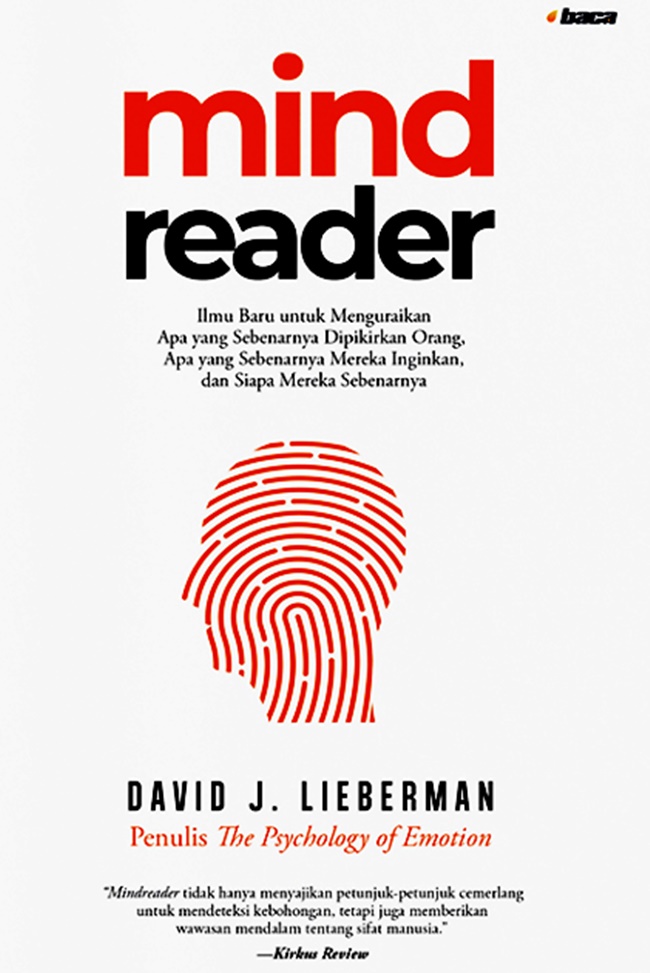 baca
mind
reader
Ilmu Baru untuk Menguraikan
Apa yang Sebenarnya Dipikirkan Orang,
Apa yang Sebenarnya Mereka Inginkan,
dan Siapa Mereka Sebenarnya
DAVID J. LIEBERMAN
Penulis The Psychology of Emotion
“Mindreader tidak hanya menyajikan petunjuk-petunjuk cemerlang
untuk mendeteksi kebohongan, tetapi juga memberikan
wawasan mendalam tentang sifat manusia.”
—Kirkus Review